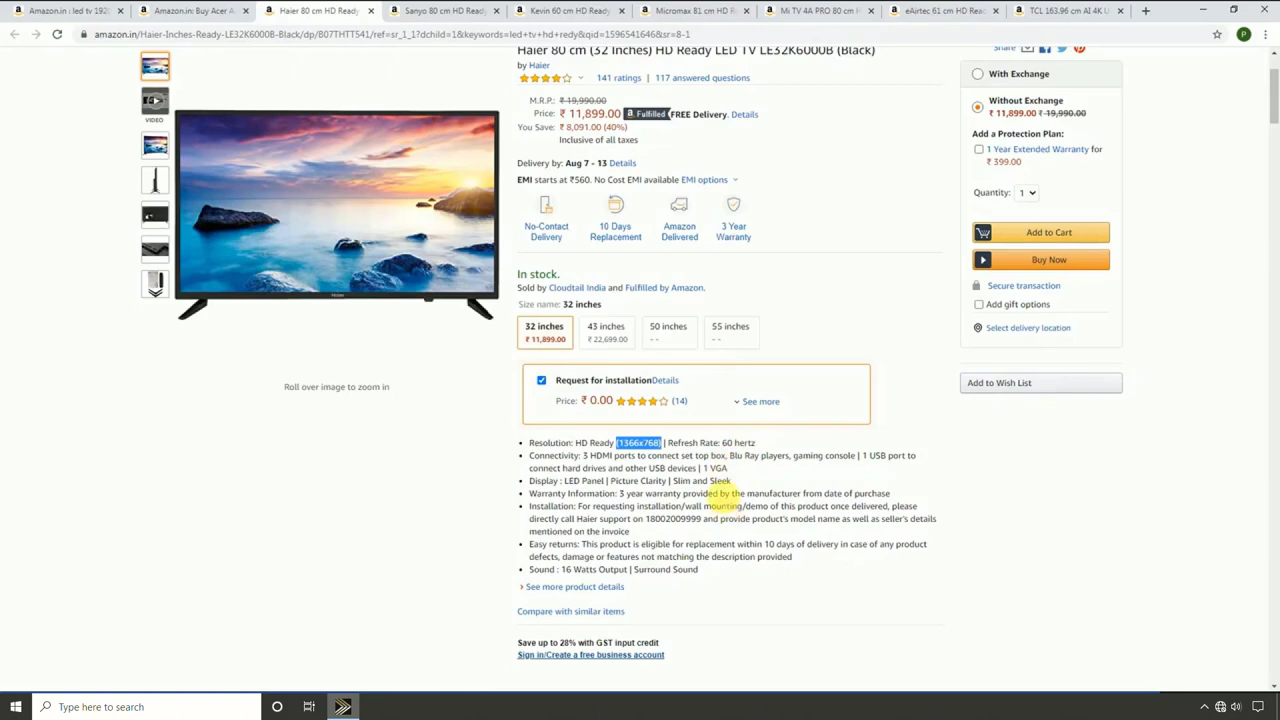 Amazon.in : led tv 192
Amazon.in: Buy Acer A
Haier 80 cm HD Ready
Sanyo 80 cm HD Ready
Kevin 60 cm HD Ready
Micromax 81 cm HD R
Mi TV 4A PRO 80 cm H
eAirtec 61 cm HD Rea
TCL 163.96 cm AI 4K U
amazon.in/Haier-Inches-Ready-LE32K6000B-Black/dp/B07THTT541/ref=sr_1_1?dchild=1&keywords=led+tv+hd+redy&qid=1596541646&sr=8-1
P
Haier 80 cm (32 Inches) HD Ready LED TV LE32K6000B (Black)
by Haier
141 ratings | 117 answered questions
M.R.P.: ₹ 19,990.00
Price: ₹ 11,899.00 Fulfilled FREE Delivery. Details
You Save: ₹ 8,091.00 (40%)
Inclusive of all taxes
Delivery by: Aug 7 - 13 Details
EMI starts at ₹560. No Cost EMI available EMI options
No-Contact Delivery
10 Days Replacement
Amazon Delivered
3 Year Warranty
In stock.
Sold by Cloudtail India and Fulfilled by Amazon.
Size name: 32 inches
32 inches
₹ 11,899.00
43 inches
₹ 22,699.00
50 inches
- -
55 inches
- -
Request for installationDetails
Price: ₹ 0.00 (14) See more
Resolution: HD Ready (1366x768) | Refresh Rate: 60 hertz
Connectivity: 3 HDMI ports to connect set top box, Blu Ray players, gaming console | 1 USB port to
connect hard drives and other USB devices | 1 VGA
Display : LED Panel | Picture Clarity | Slim and Sleek
Warranty Information: 3 year warranty provided by the manufacturer from date of purchase
Installation: For requesting installation/wall mounting/demo of this product once delivered, please
directly call Haier support on 18002009999 and provide product's model name as well as seller's details
mentioned on the invoice
Easy returns: This product is eligible for replacement within 10 days of delivery in case of any product
defects, damage or features not matching the description provided
Sound : 16 Watts Output | Surround Sound
See more product details
Compare with similar items
Save up to 28% with GST input credit
Sign in/Create a free business account
VIDEO
Haier
Roll over image to zoom in
Share
With Exchange
Without Exchange
₹ 11,899.00 ₹ 19,990.00
Add a Protection Plan:
1 Year Extended Warranty for
₹ 399.00
Quantity: 1
Add to Cart
Buy Now
Secure transaction
Add gift options
Select delivery location
Add to Wish List
Type here to search